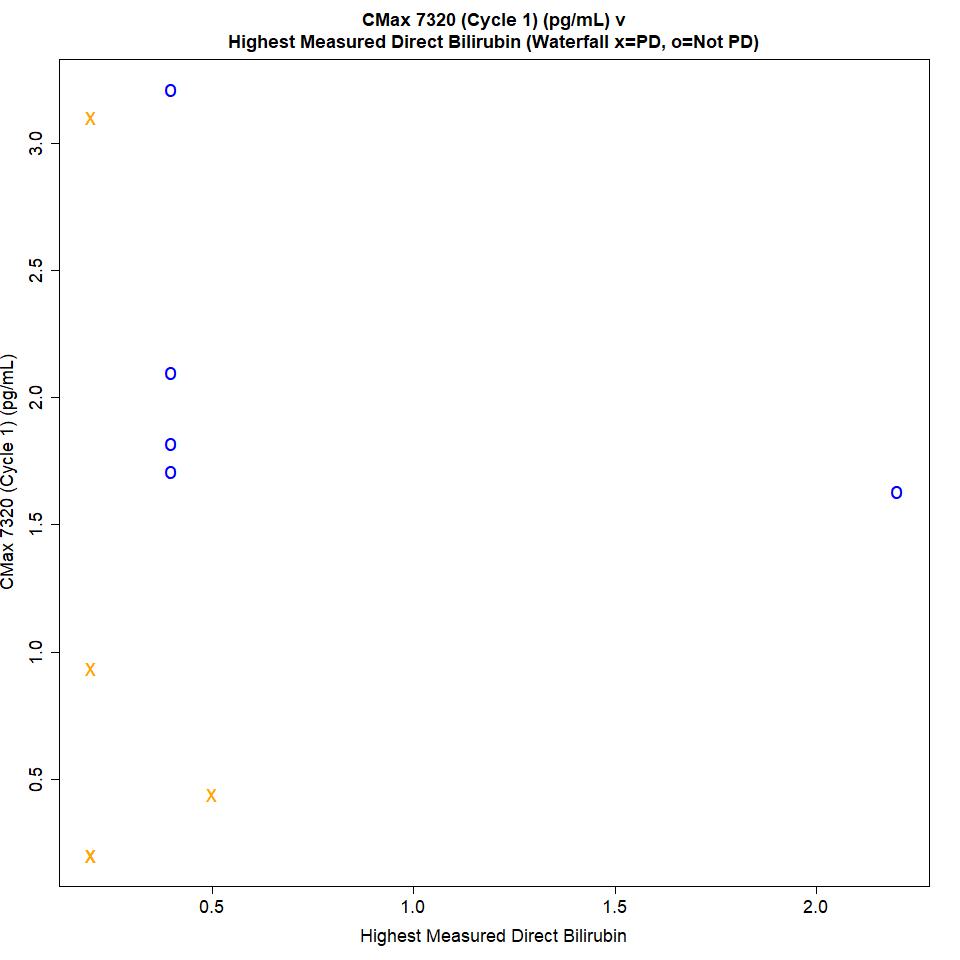 CMax 7320 (Cycle 1) (pg/mL) v
Highest Measured Direct Bilirubin (Waterfall x=PD, o=Not PD)
CMax 7320 (Cycle 1) (pg/mL)
3.0
2.5
2.0
1.5
1.0
0.5
0.5 1.0 1.5 2.0
Highest Measured Direct Bilirubin